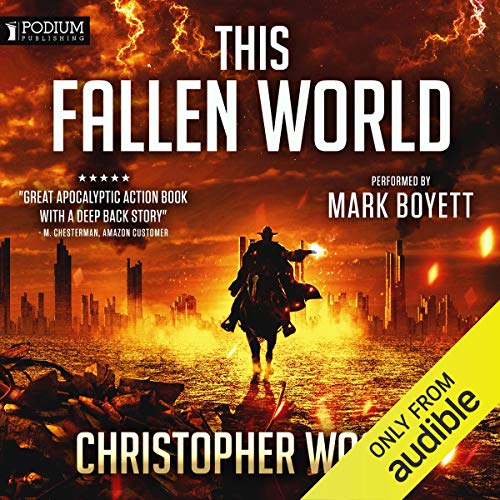 PODIUM
PUBLISHING
THIS
FALLEN WORLD
★★★★★
"GREAT APOCALYPTIC ACTION BOOK
WITH A DEEP BACK STORY"
- M. CHESTERMAN, AMAZON CUSTOMER
PERFORMED BY
MARK BOYETT
CHRISTOPHER
ONLY FROM
audible